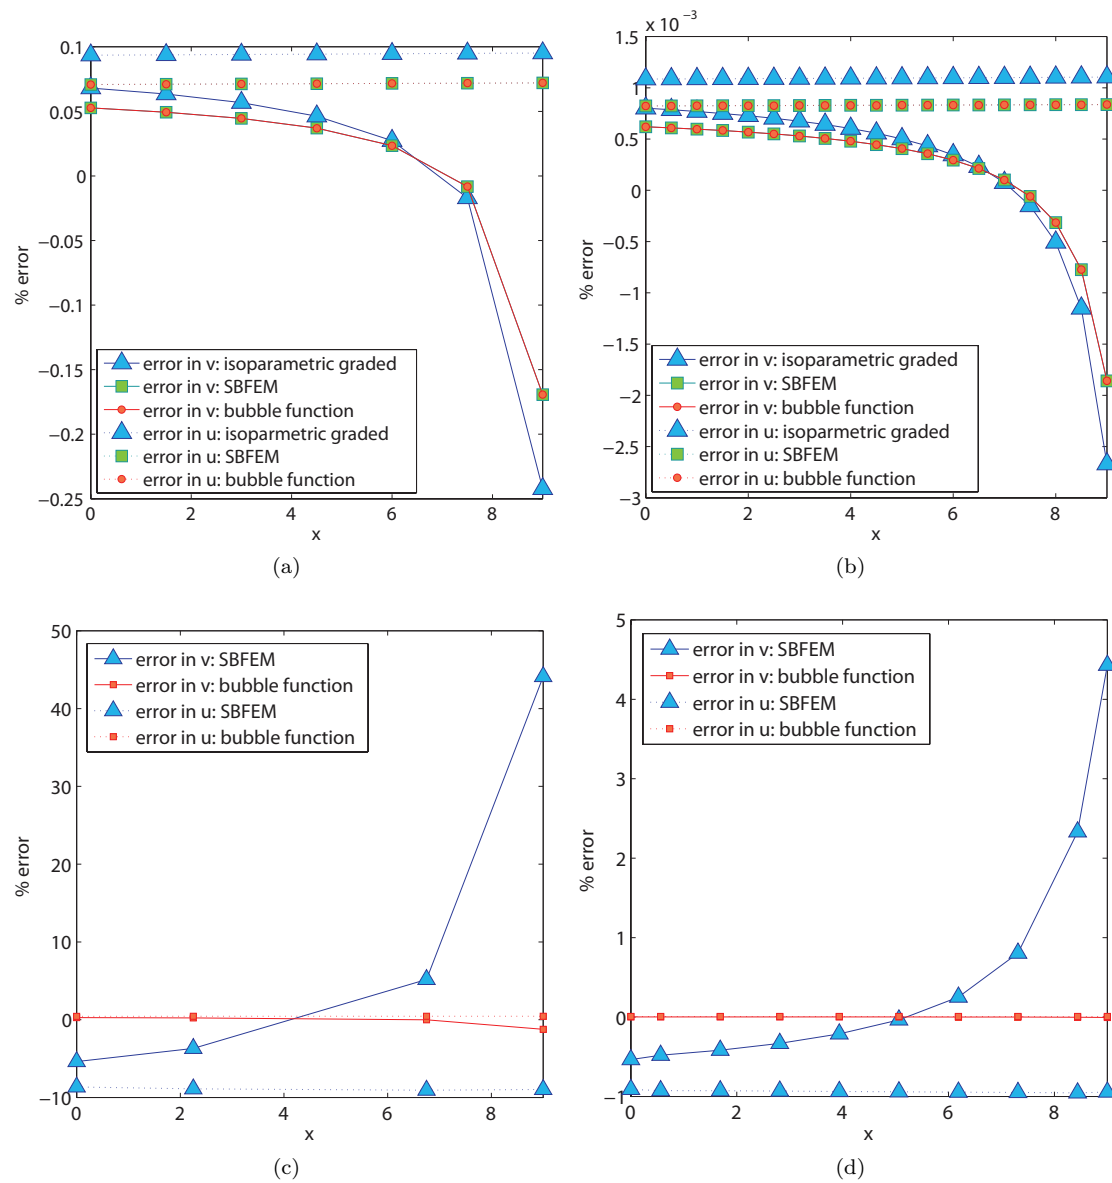 0.1
0.05
0
−0.05
−0.1
−0.15
−0.2
−0.25
% error
0 2 4 6 8
x
error in v: isoparametric graded
error in v: SBFEM
error in v: bubble function
error in u: isoparmetric graded
error in u: SBFEM
error in u: bubble function
(a)
x 10⁻³
1.5
1
0.5
0
−0.5
−1
−1.5
−2
−2.5
−3
% error
0 2 4 6 8
x
error in v: isoparametric graded
error in v: SBFEM
error in v: bubble function
error in u: isoparmetric graded
error in u: SBFEM
error in u: bubble function
(b)
50
40
30
20
10
0
−10
% error
0 2 4 6 8
x
error in v: SBFEM
error in v: bubble function
error in u: SBFEM
error in u: bubble function
(c)
5
4
3
2
1
0
−1
% error
0 2 4 6 8
x
error in v: SBFEM
error in v: bubble function
error in u: SBFEM
error in u: bubble function
(d)